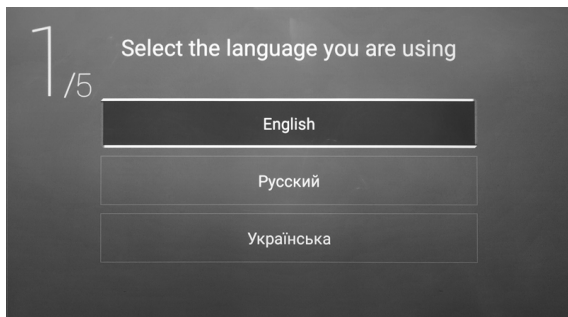 1/5
Select the language you are using
English
Русский
Українська